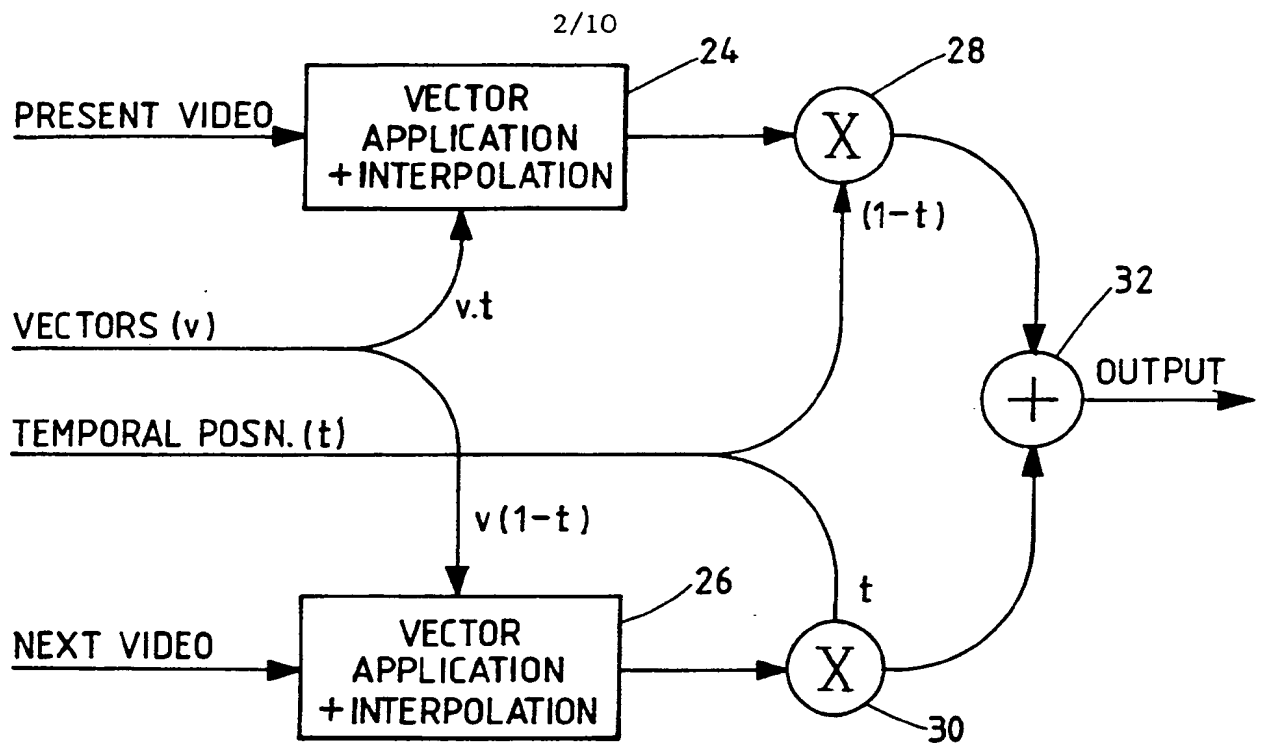 2/10
24
28
PRESENT VIDEO
VECTOR
APPLICATION
+INTERPOLATION
X
(1-t)
32
VECTORS (v)
v.t
OUTPUT
+
TEMPORAL POSN. (t)
v(1-t)
26
t
NEXT VIDEO
VECTOR
APPLICATION
+INTERPOLATION
X
30